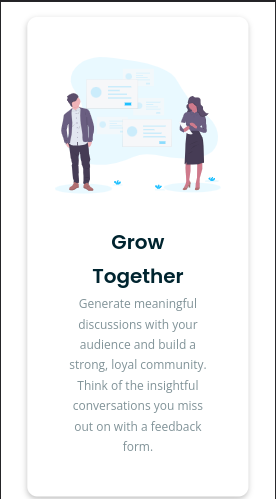 Grow
Together
Generate meaningful
discussions with your
audience and build a
strong, loyal community.
Think of the insightful
conversations you miss
out on with a feedback
form.